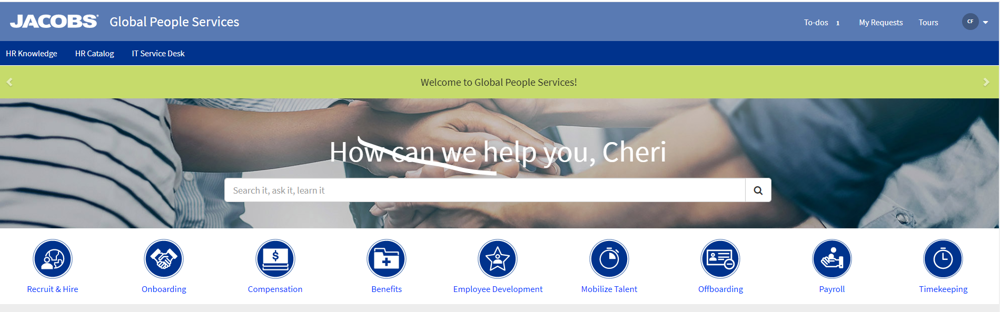 JACOBS Global People Services To-dos 1 My Requests Tours CF
HR Knowledge HR Catalog IT Service Desk
Welcome to Global People Services!
How can we help you, Cheri
Search it, ask it, learn it
Recruit & Hire Onboarding Compensation Benefits Employee Development Mobilize Talent Offboarding Payroll Timekeeping